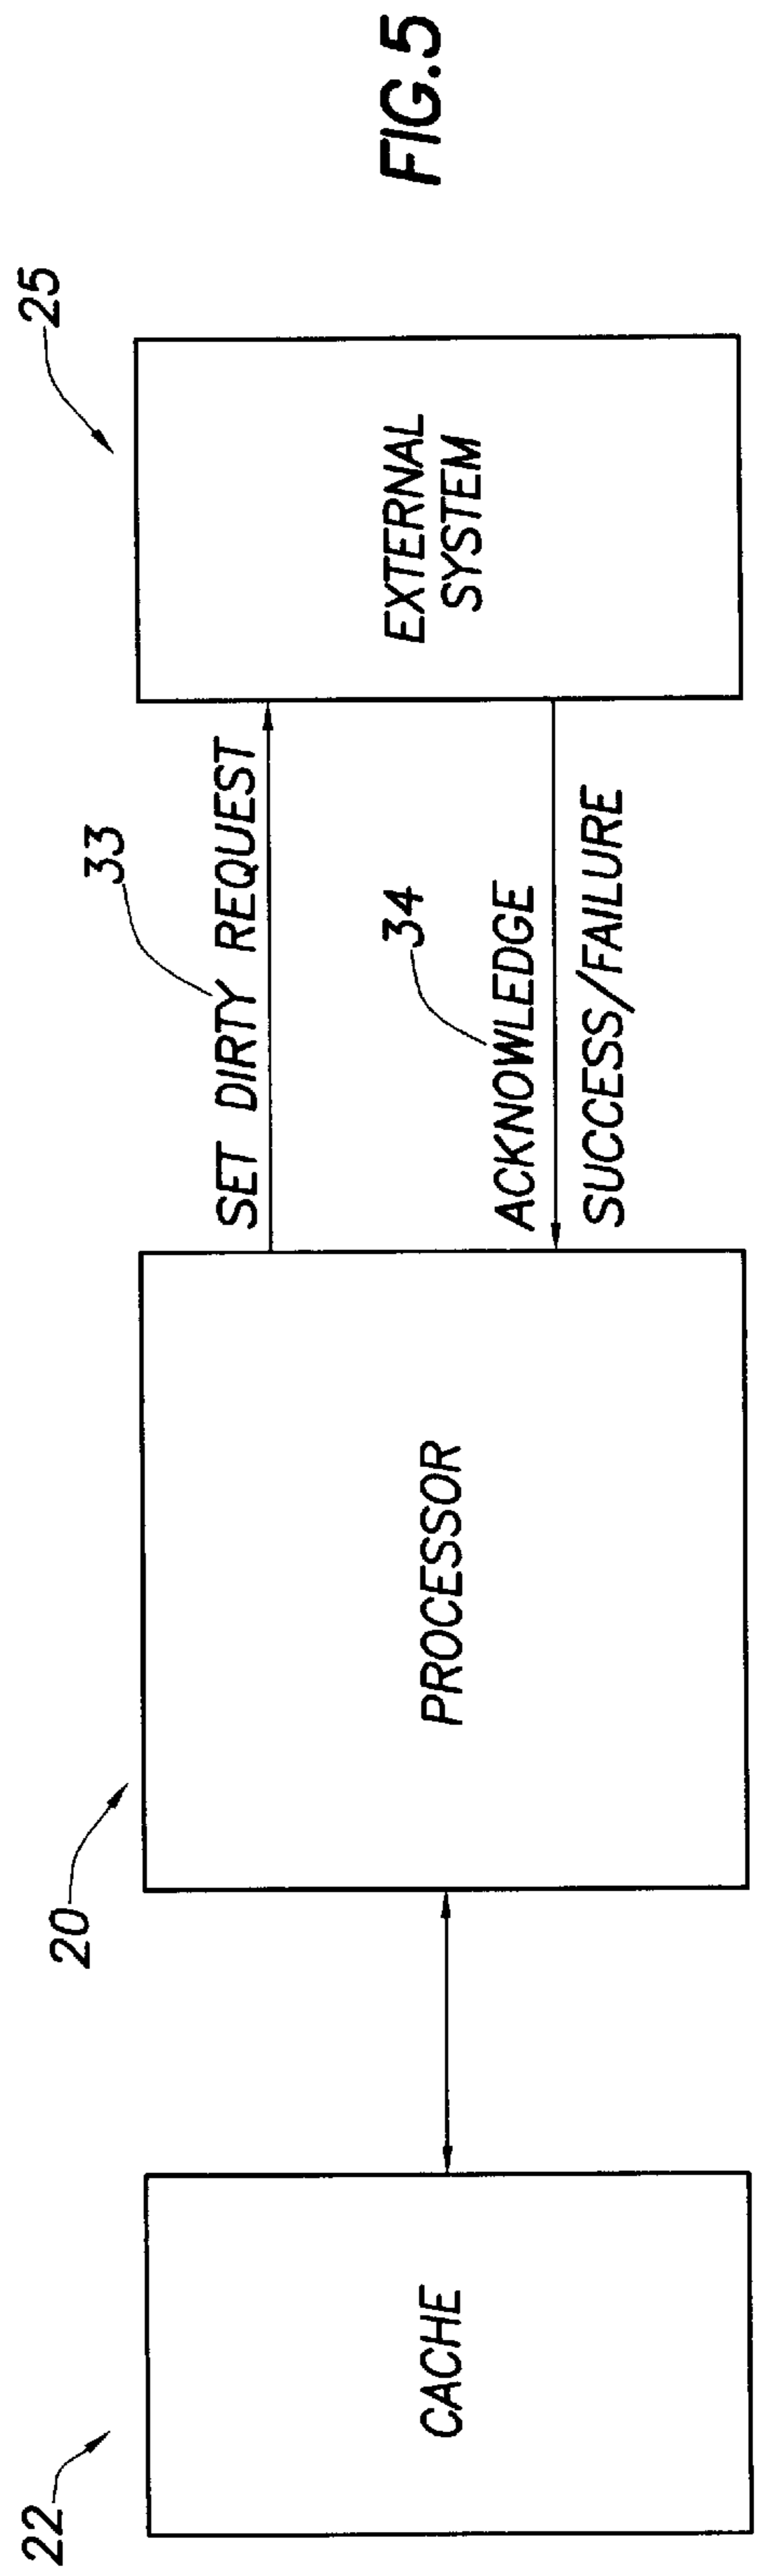 22
CACHE
20
PROCESSOR
33
SET DIRTY REQUEST
34
ACKNOWLEDGE
SUCCESS/FAILURE
25
EXTERNAL
SYSTEM
FIG.5